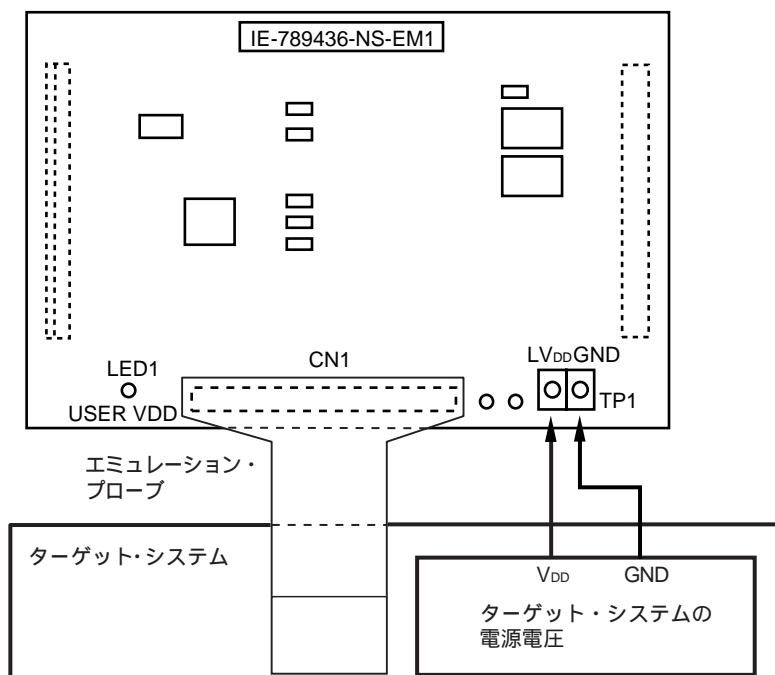 IE-789436-NS-EM1
LED1
USER VDD
CN1
LVDDGND
TP1
エミュレーション・
プローブ
ターゲット・システム
VDD GND
ターゲット・システムの
電源電圧